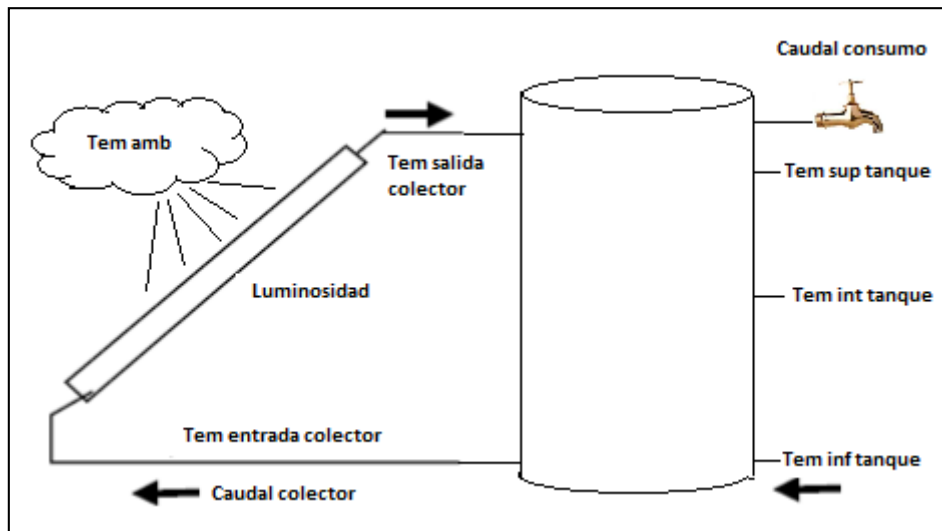 Caudal consumo
Tem amb
Tem salida
colector
Tem sup tanque
Luminosidad
Tem int tanque
Tem entrada colector
Tem inf tanque
Caudal colector